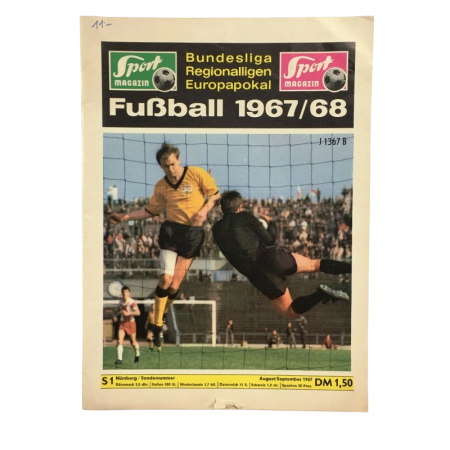 11.-
Sport
MAGAZIN
Bundesliga
Regionalligen
Europapokal
Sport
MAGAZIN
Fußball 1967/68
J 1367 B
S 1
Nürnberg / Sondernummer
August/September 1967
DM 1,50